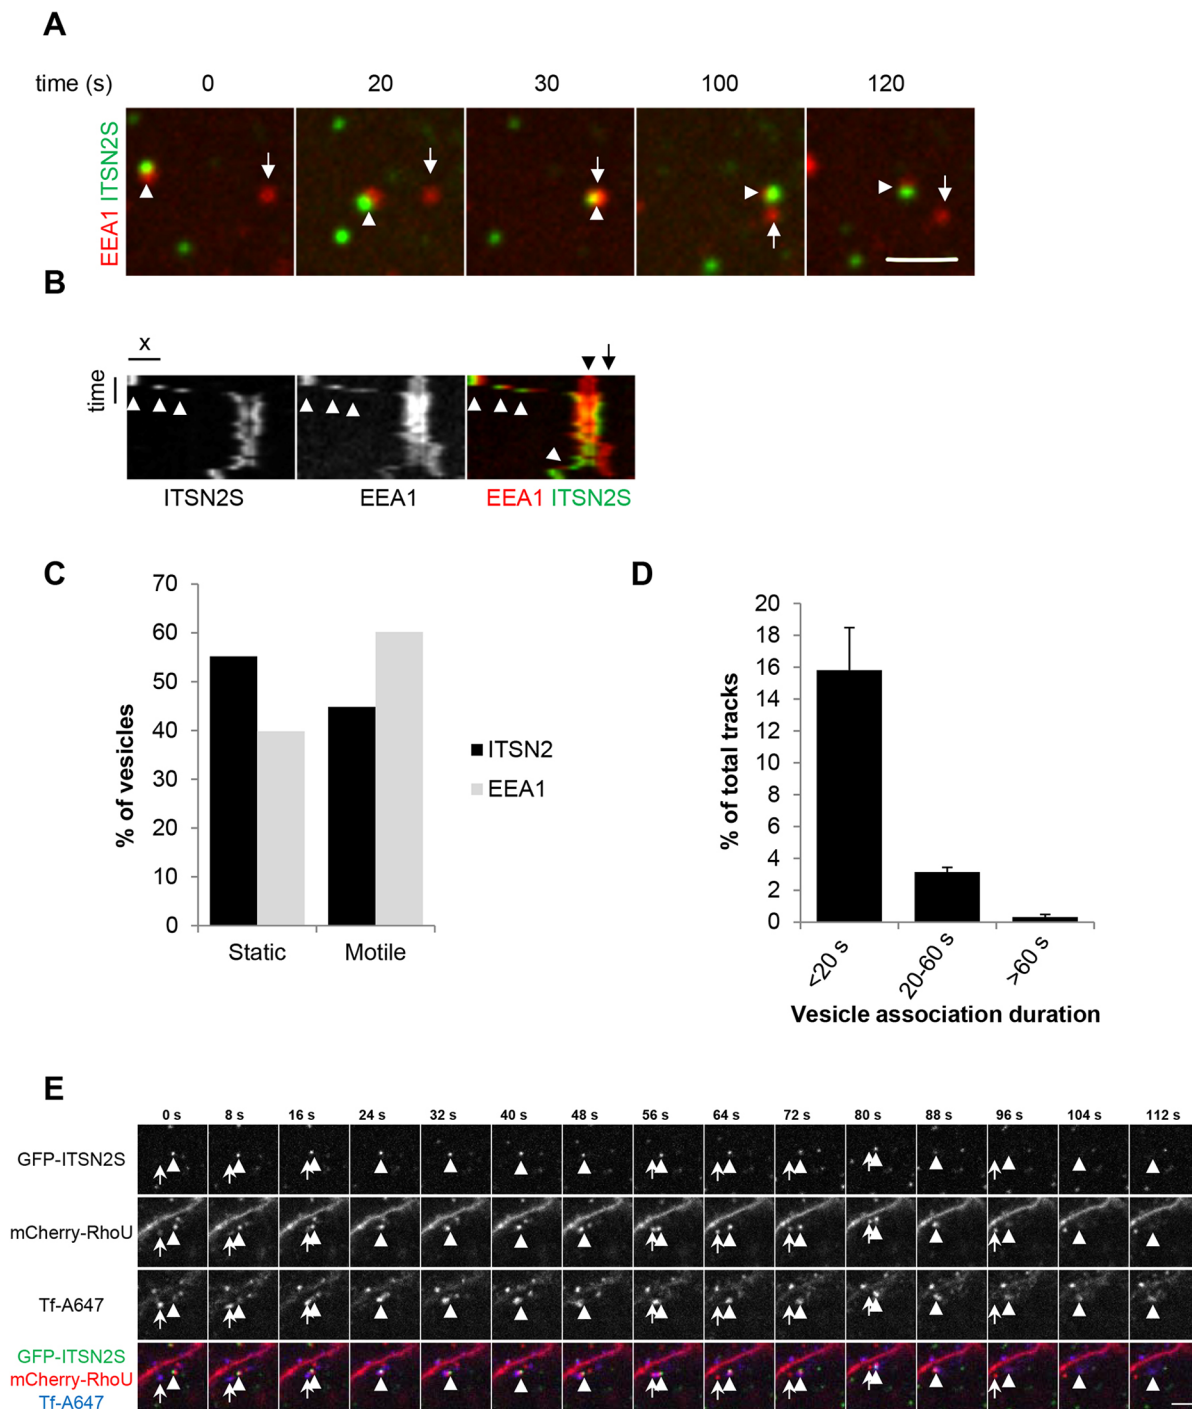 A
time (s) 0 20 30 100 120
EEA1 ITSN2S
B
x
time
ITSN2S EEA1 EEA1 ITSN2S
C
70
60
50
40
30
20
10
0
% of vesicles
Static Motile
ITSN2
EEA1
D
20
18
16
14
12
10
8
6
4
2
0
% of total tracks
<20 s 20-60 s >60 s
Vesicle association duration
E
0 s 8 s 16 s 24 s 32 s 40 s 48 s 56 s 64 s 72 s 80 s 88 s 96 s 104 s 112 s
GFP-ITSN2S
mCherry-RhoU
Tf-A647
GFP-ITSN2S
mCherry-RhoU
Tf-A647